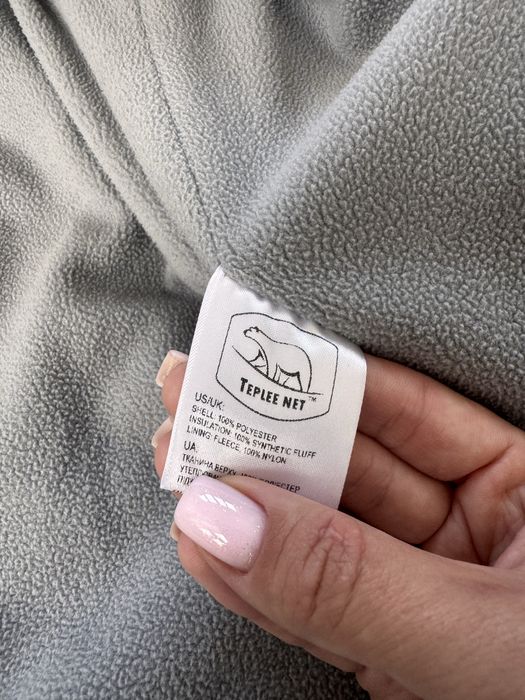 TEPLEE NET™
US/UK:
SHELL: 100% POLYESTER
INSULATION: 100% SYNTHETIC FLUFF
LINING: FLEECE, 100% NYLON
UA:
ТКАНИНА ВЕРХУ: